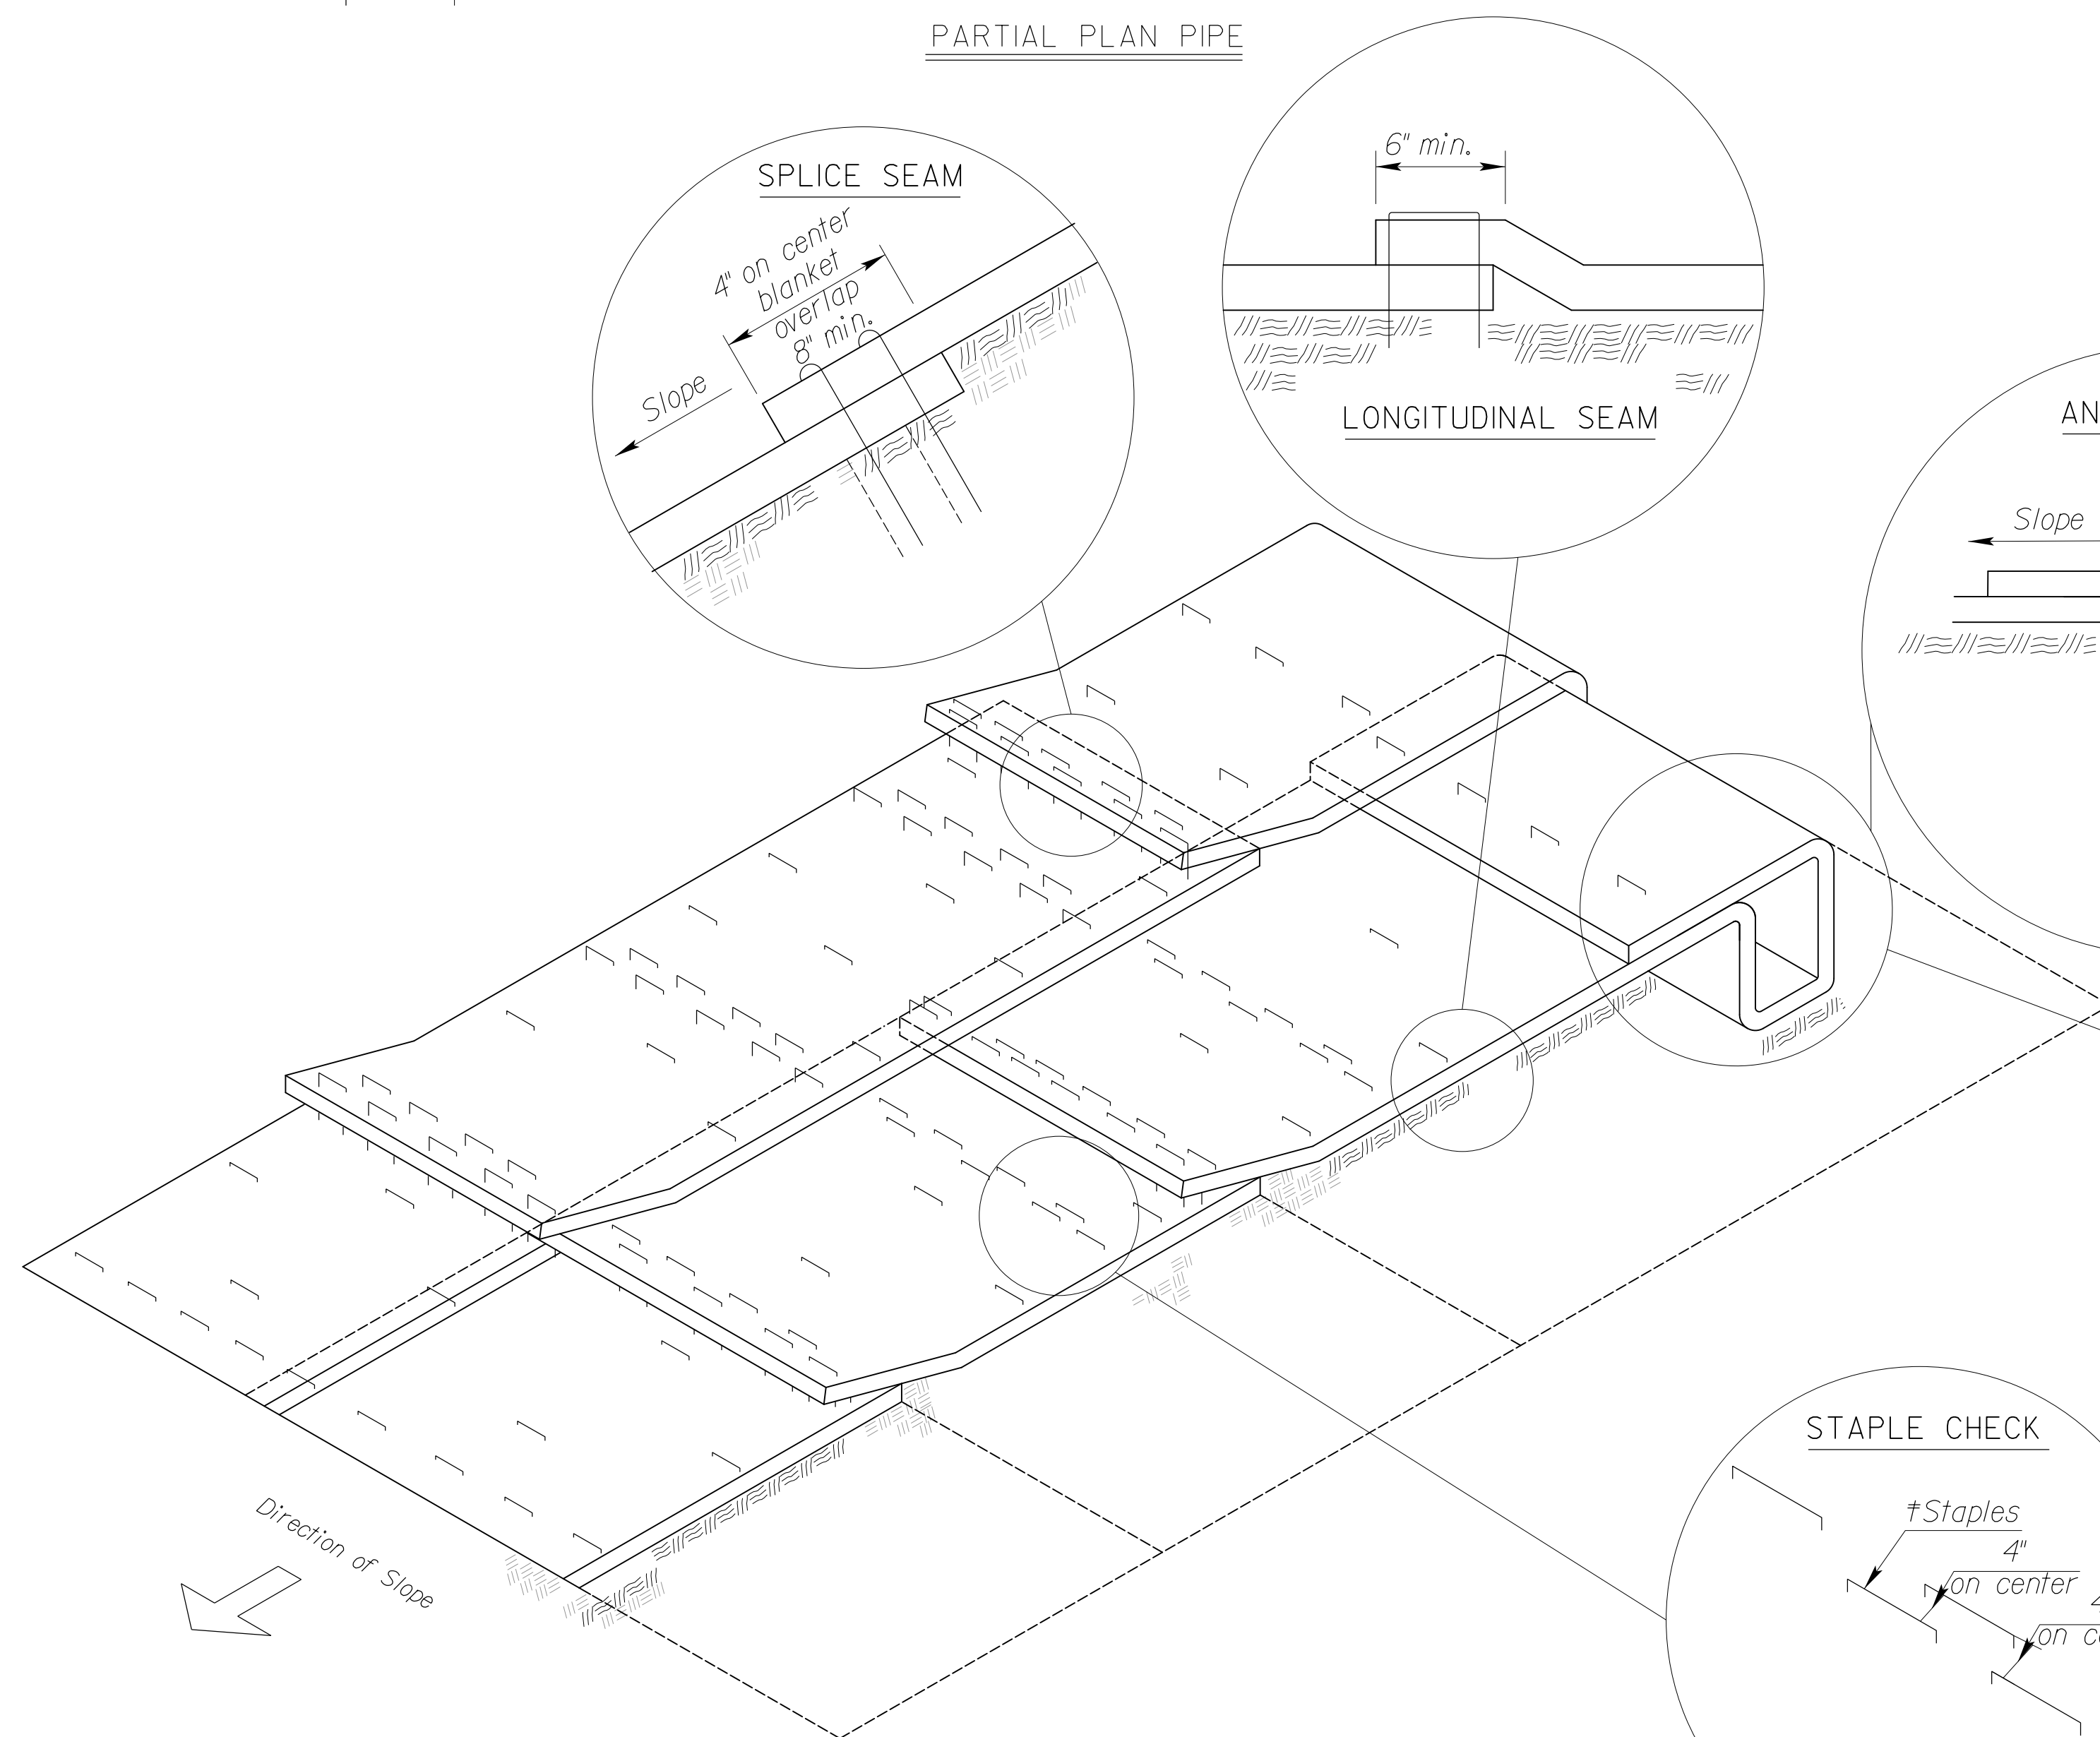 PARTIAL PLAN PIPE
SPLICE SEAM
4" on center
blanket
overlap
8" min.
Slope
6" min.
LONGITUDINAL SEAM
AN
Slope
STAPLE CHECK
‡Staples
4"
on center
on c
Direction of Slope